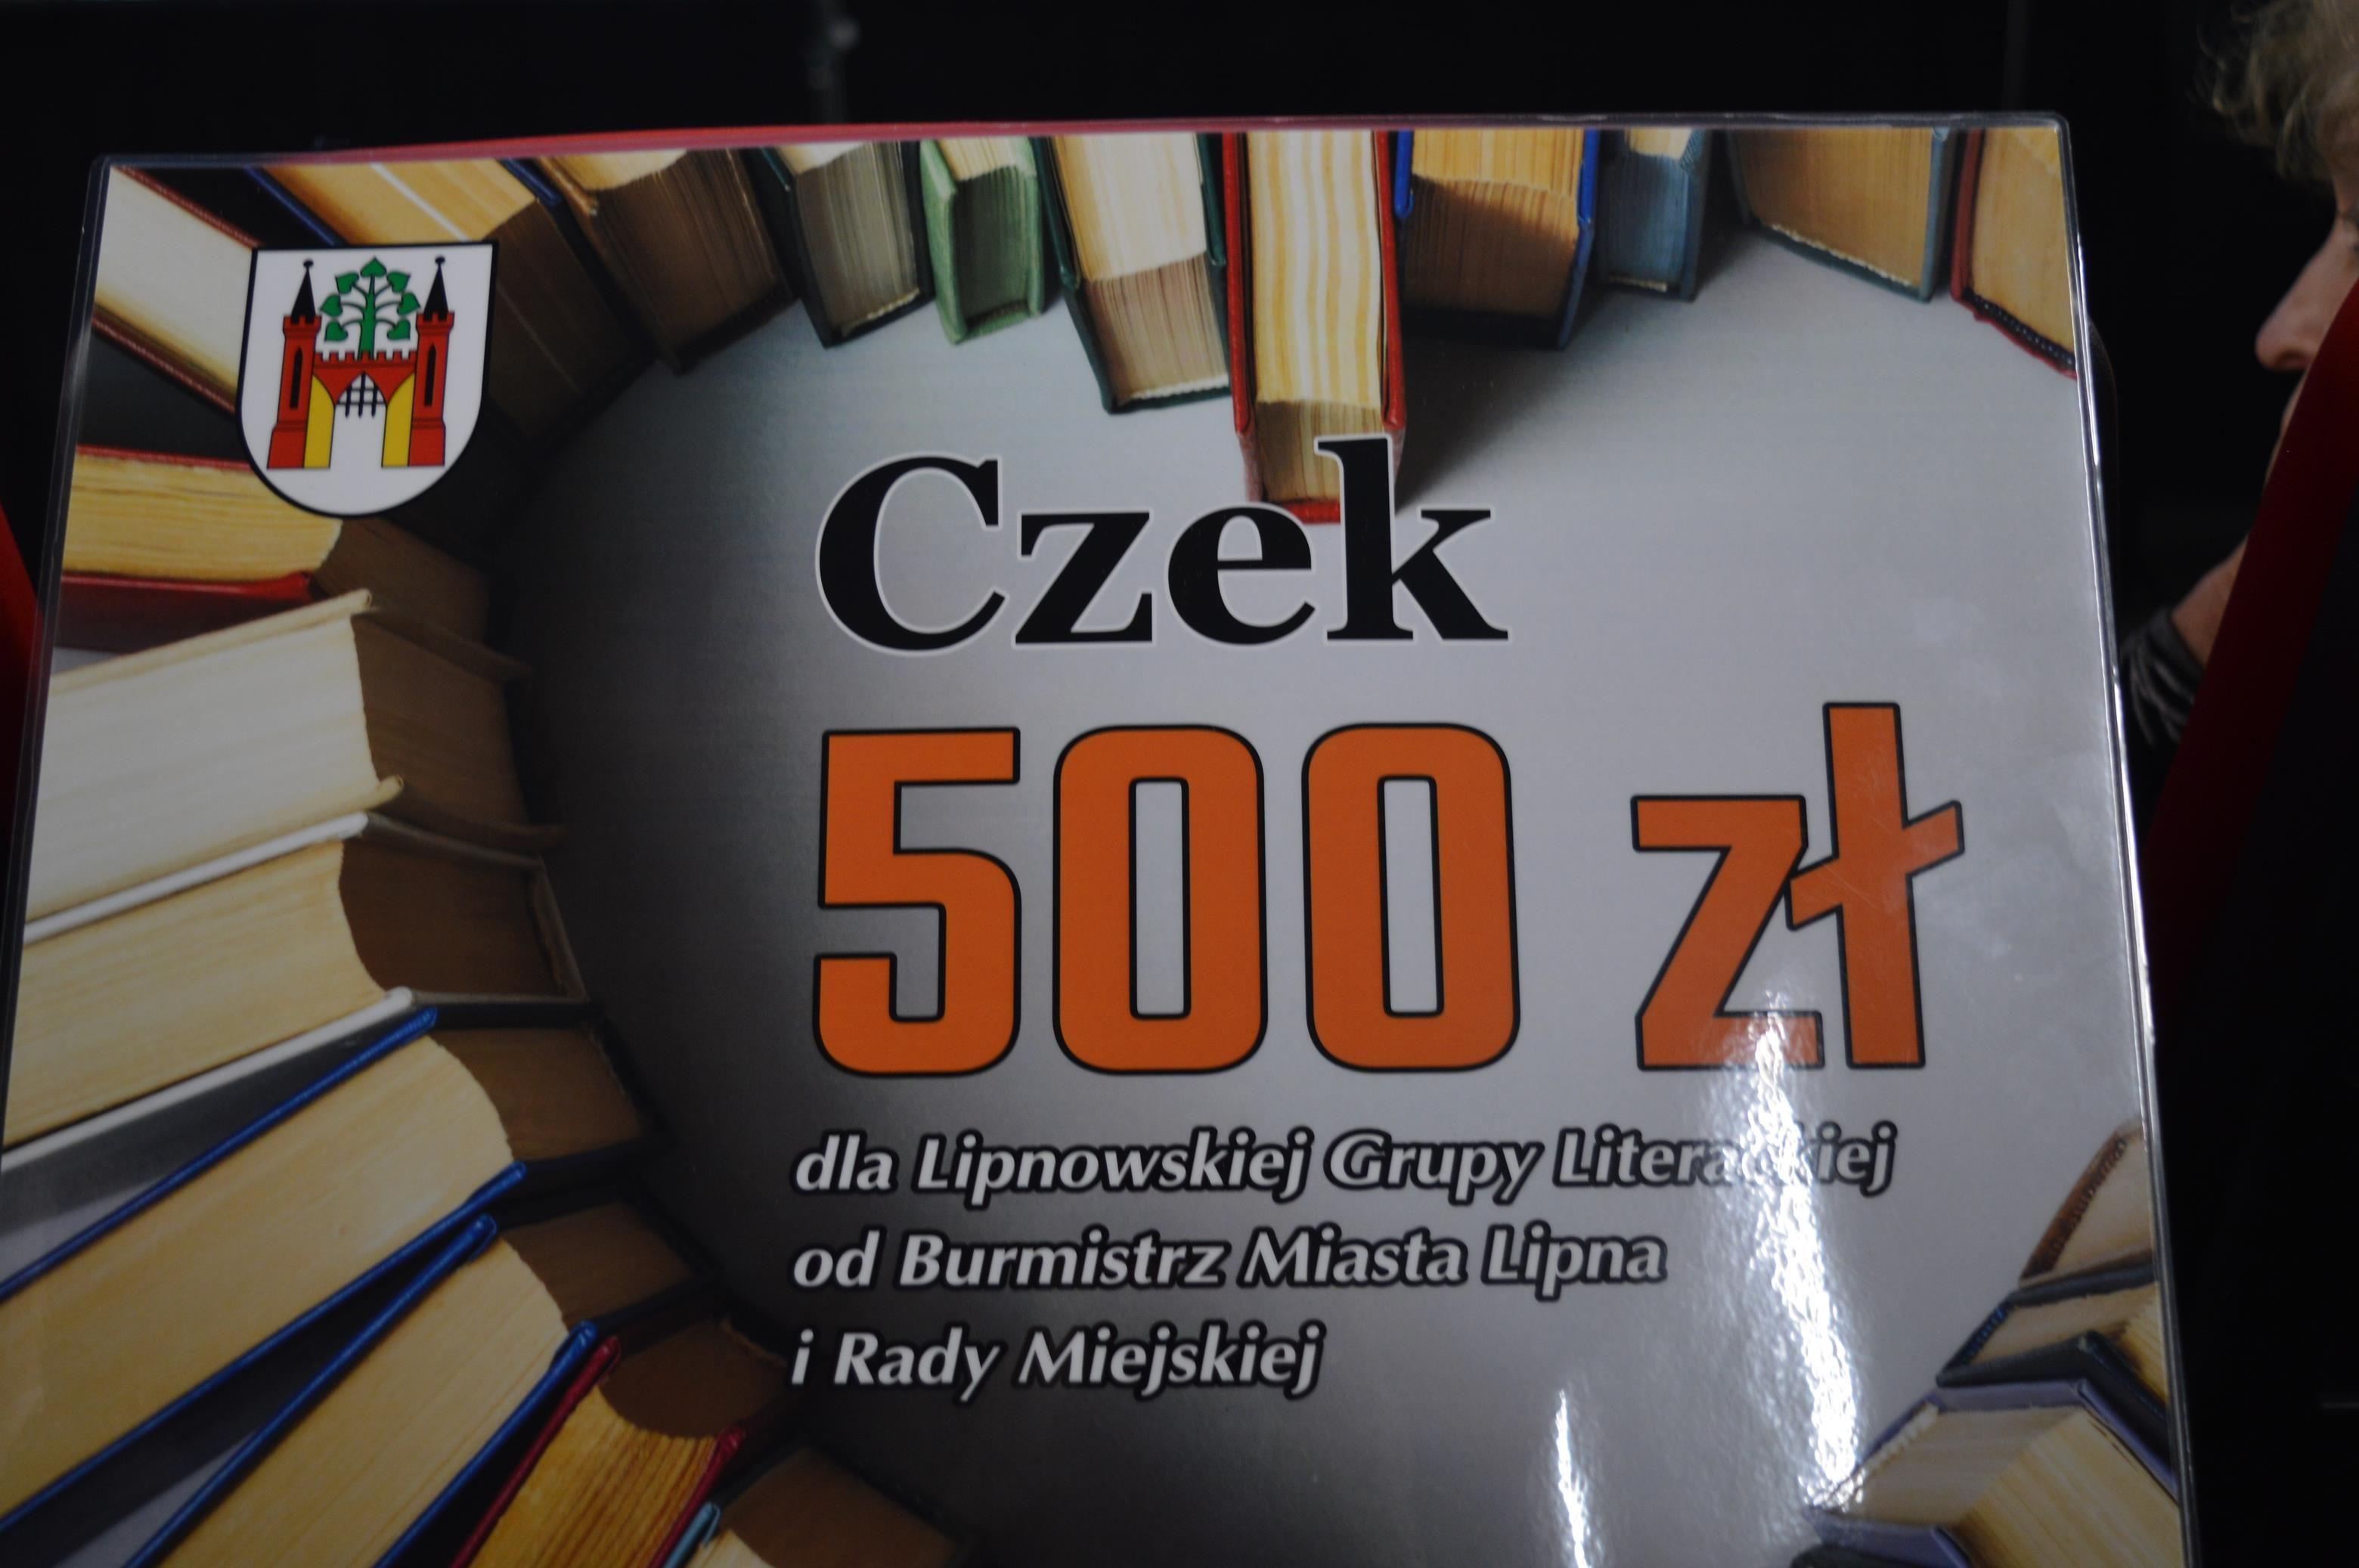 Czek
500 zł
dla Lipnowskiej Grupy Literackiej
od Burmistrz Miasta Lipna
i Rady Miejskiej